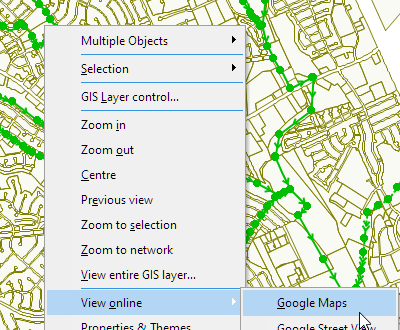 Multiple Objects
Selection
GIS Layer control...
Zoom in
Zoom out
Centre
Previous view
Zoom to selection
Zoom to network
View entire GIS layer...
View online
Google Maps
Properties & Themes
Google Street View